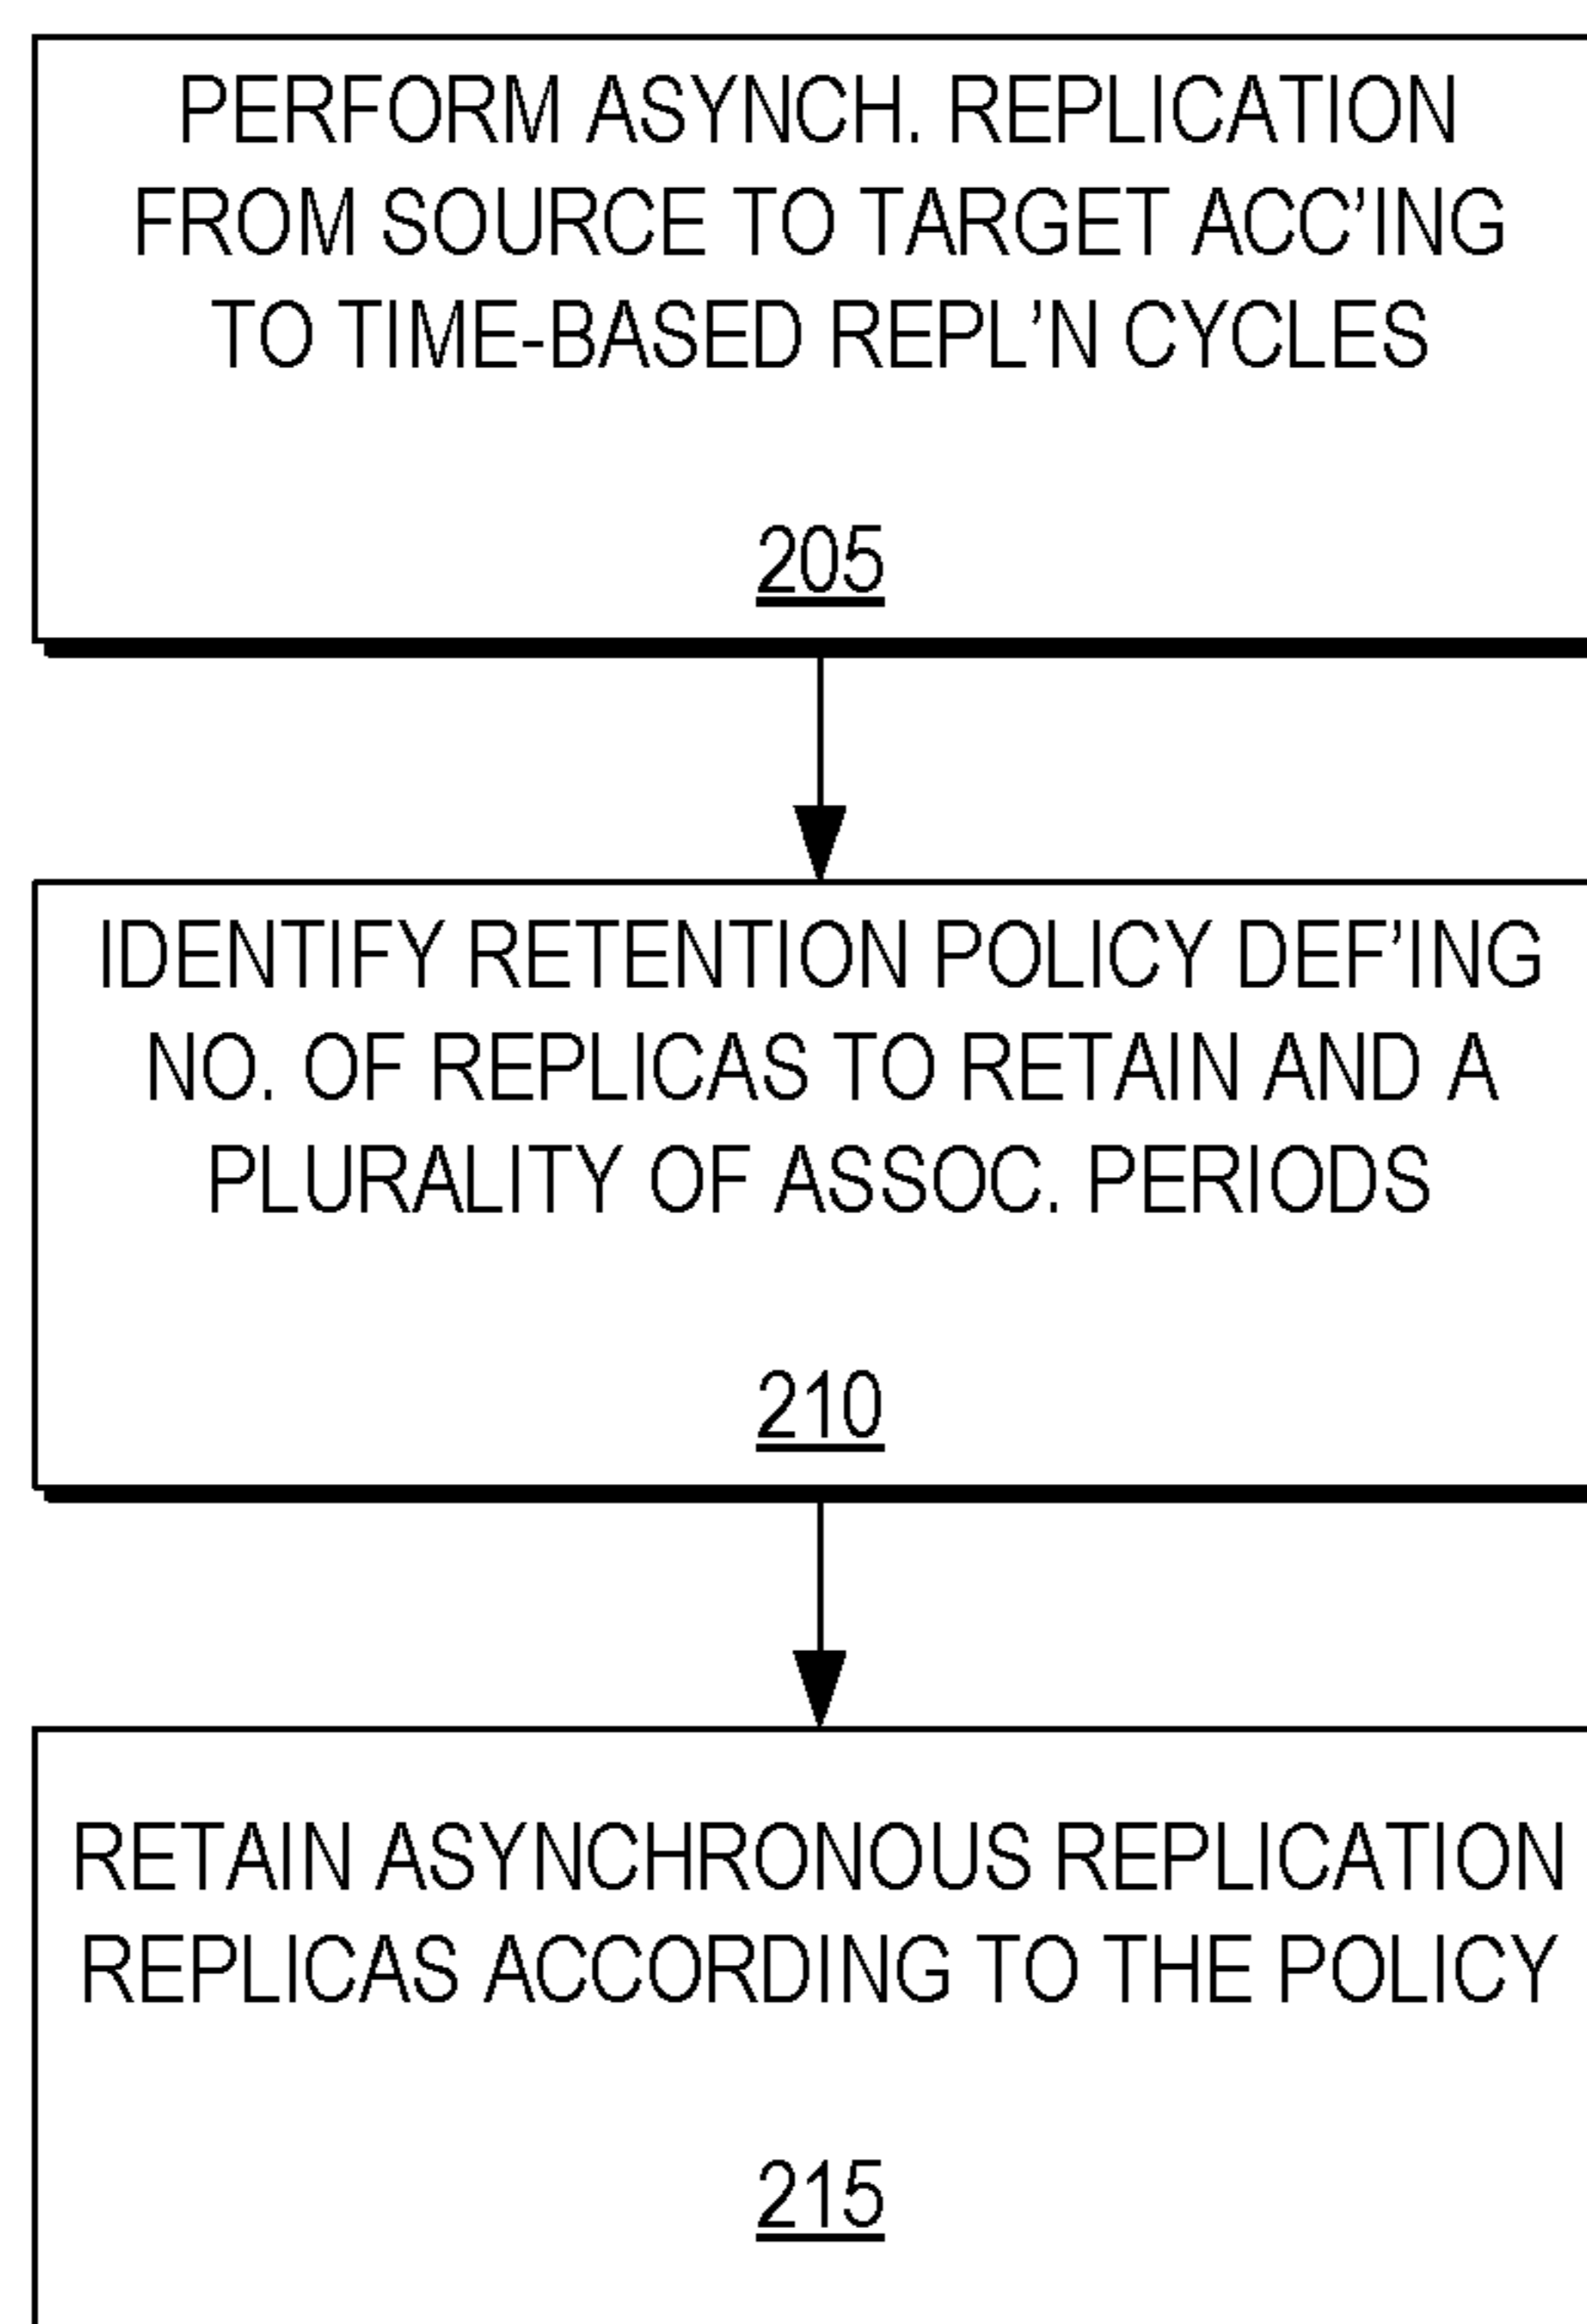 PERFORM ASYNCH. REPLICATION
FROM SOURCE TO TARGET ACC'ING
TO TIME-BASED REPL'N CYCLES
205
IDENTIFY RETENTION POLICY DEF'ING
NO. OF REPLICAS TO RETAIN AND A
PLURALITY OF ASSOC. PERIODS
210
RETAIN ASYNCHRONOUS REPLICATION
REPLICAS ACCORDING TO THE POLICY
215